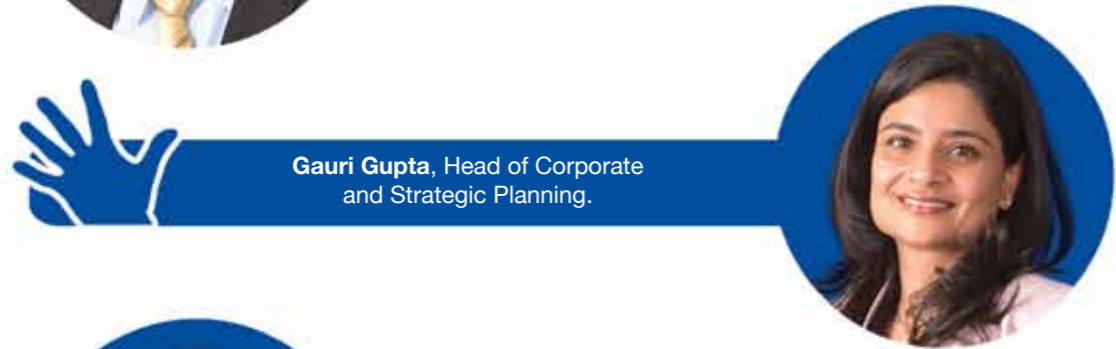 Gauri Gupta, Head of Corporate
and Strategic Planning.